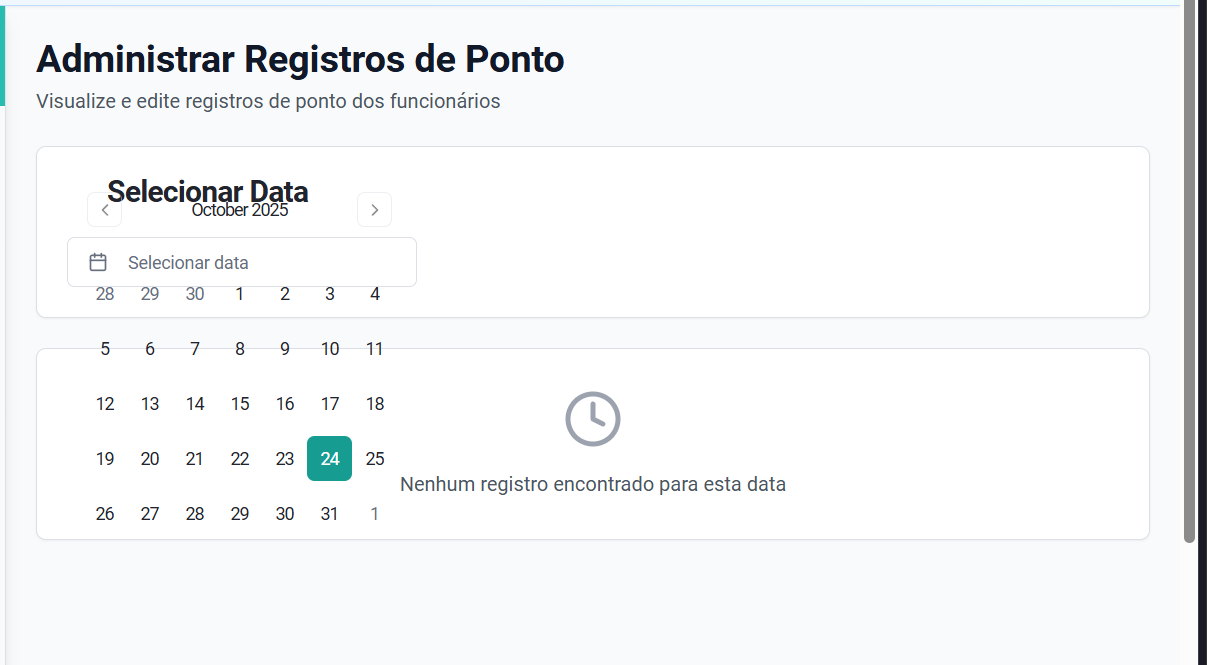 Administrar Registros de Ponto
Visualize e edite registros de ponto dos funcionários
Selecionar Data
October 2025
Selecionar data
28 29 30 1 2 3 4
5 6 7 8 9 10 11
12 13 14 15 16 17 18
19 20 21 22 23 24 25
Nenhum registro encontrado para esta data
26 27 28 29 30 31 1